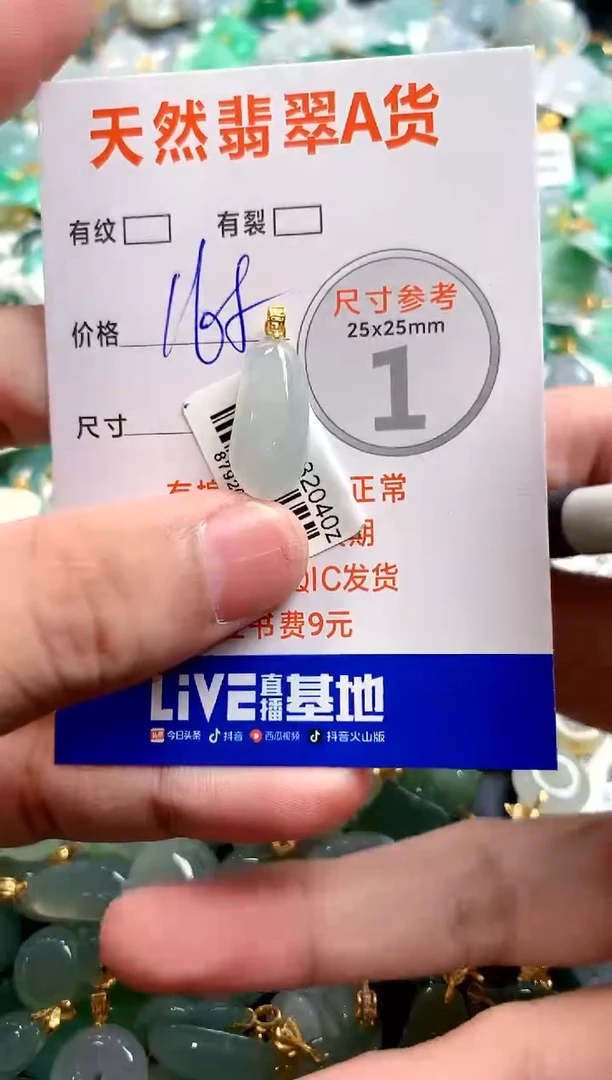 天然翡翠A货
有纹 有裂
价格 168
尺寸参考
25x25mm
1
尺寸
正常
期
QIC发货
书费9元
LiVE直播基地
今日头条 抖音 西瓜视频 抖音火山版